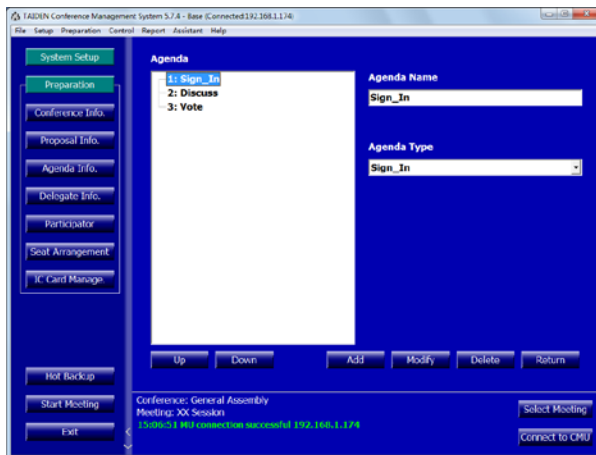 TAIDEN Conference Management System 5.7.4 - Base (Connected:192.168.1.174)
File Setup Preparation Control Report Assistant Help
System Setup
Preparation
Conference Info.
Proposal Info.
Agenda Info.
Delegate Info.
Participator
Seat Arrangement
IC Card Manage.
Hot Backup
Start Meeting
Exit
Agenda
1: Sign_In
2: Discuss
3: Vote
Agenda Name
Sign_In
Agenda Type
Sign_In
Up Down Add Modify Delete Return
Conference: General Assembly
Meeting: XX Session
15:06:51 MU connection successful 192.168.1.174
Select Meeting
Connect to CMU